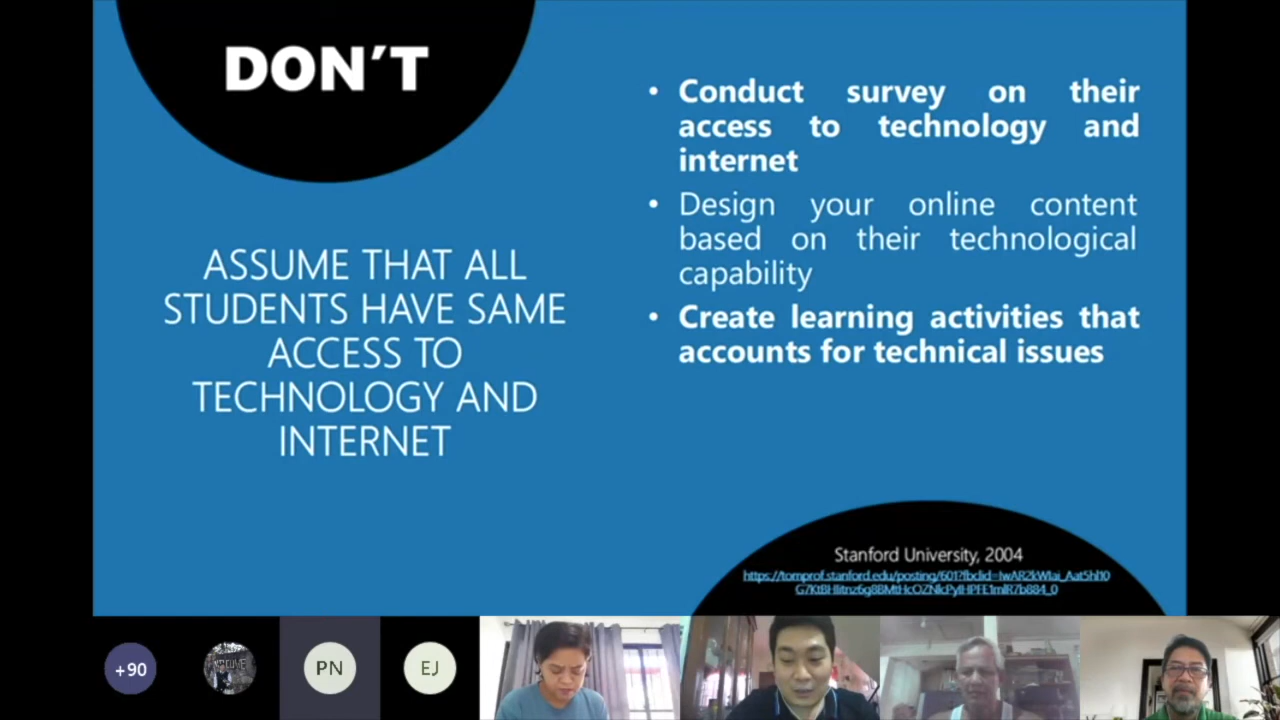 DON'T
ASSUME THAT ALL
STUDENTS HAVE SAME
ACCESS TO
TECHNOLOGY AND
INTERNET
• Conduct survey on their
access to technology and
internet
• Design your online content
based on their technological
capability
• Create learning activities that
accounts for technical issues
Stanford University, 2004
+90
PN
EJ